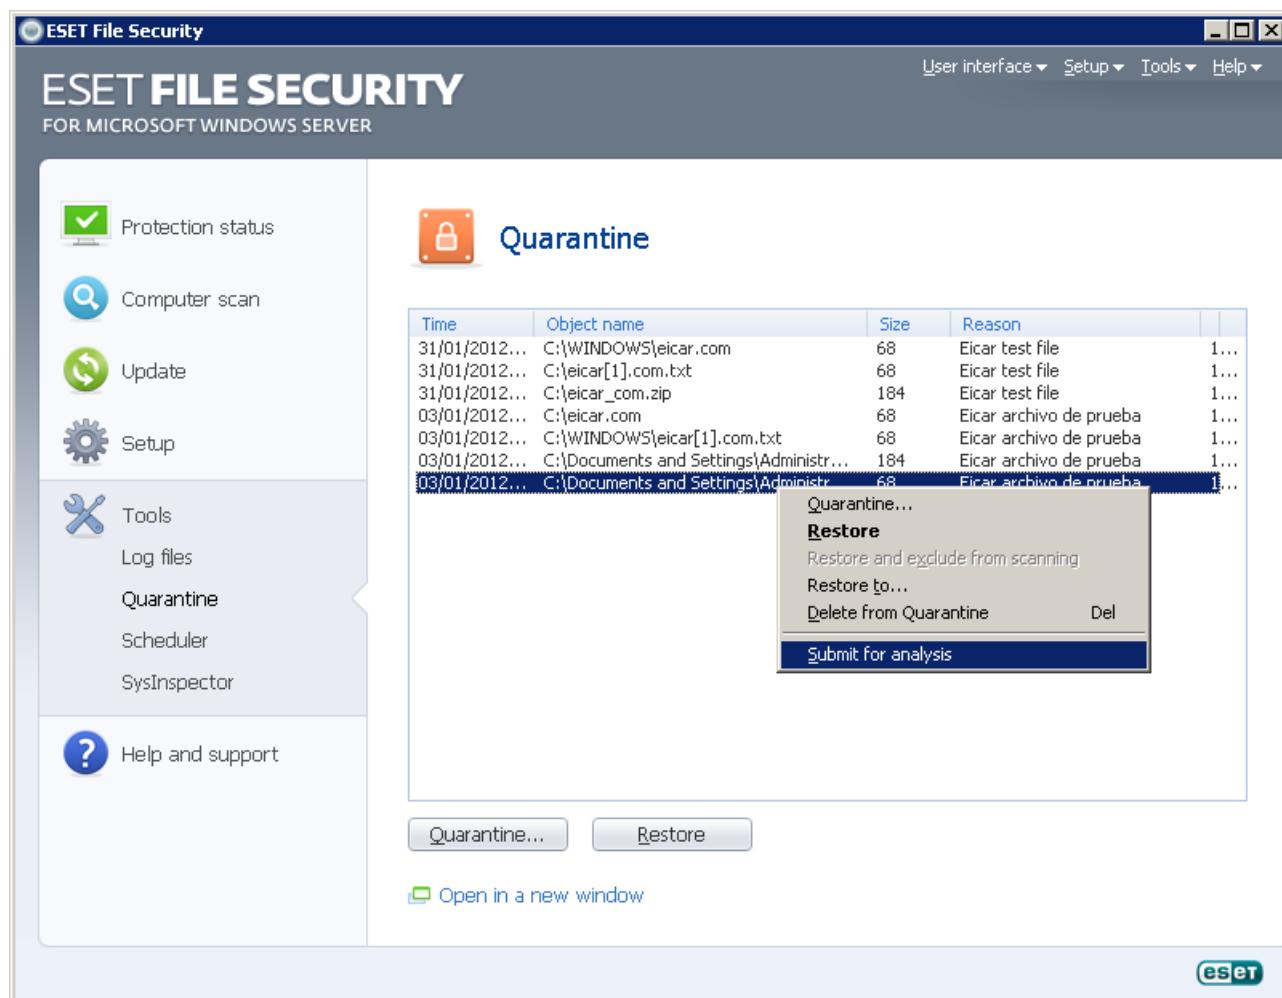 ESET File Security
User interface Setup Tools Help
ESET FILE SECURITY
FOR MICROSOFT WINDOWS SERVER
Protection status
Computer scan
Update
Setup
Tools
Log files
Quarantine
Scheduler
SysInspector
Help and support
Quarantine
Time Object name Size Reason
31/01/2012... C:\WINDOWS\eicar.com 68 Eicar test file 1...
31/01/2012... C:\eicar[1].com.txt 68 Eicar test file 1...
31/01/2012... C:\eicar_com.zip 184 Eicar test file 1...
03/01/2012... C:\eicar.com 68 Eicar archivo de prueba 1...
03/01/2012... C:\WINDOWS\eicar[1].com.txt 68 Eicar archivo de prueba 1...
03/01/2012... C:\Documents and Settings\Administr... 184 Eicar archivo de prueba 1...
03/01/2012... C:\Documents and Settings\Administr... 68 Eicar archivo de prueba 1...
Quarantine...
Restore
Restore and exclude from scanning
Restore to...
Delete from Quarantine Del
Submit for analysis
Quarantine... Restore
Open in a new window
eseT